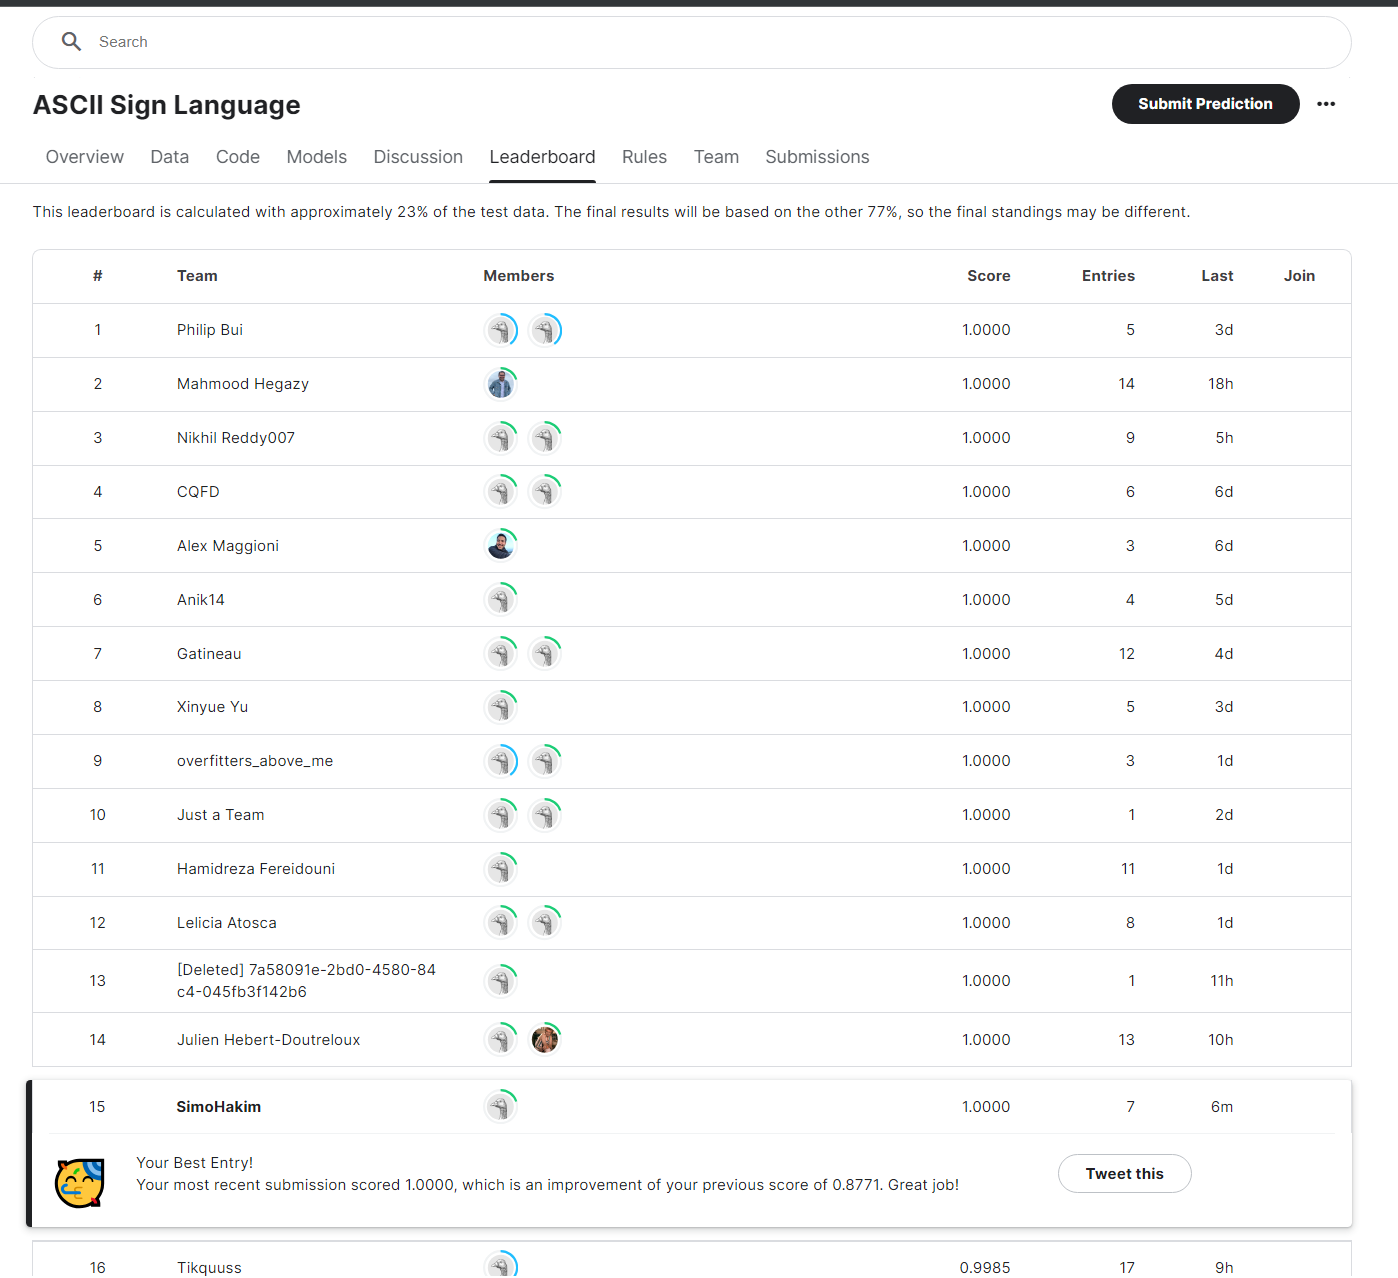 Search
ASCII Sign Language
Submit Prediction
Overview Data Code Models Discussion Leaderboard Rules Team Submissions
This leaderboard is calculated with approximately 23% of the test data. The final results will be based on the other 77%, so the final standings may be different.
# Team Members Score Entries Last Join
1 Philip Bui 1.0000 5 3d
2 Mahmood Hegazy 1.0000 14 18h
3 Nikhil Reddy007 1.0000 9 5h
4 CQFD 1.0000 6 6d
5 Alex Maggioni 1.0000 3 6d
6 Anik14 1.0000 4 5d
7 Gatineau 1.0000 12 4d
8 Xinyue Yu 1.0000 5 3d
9 overfitters_above_me 1.0000 3 1d
10 Just a Team 1.0000 1 2d
11 Hamidreza Fereidouni 1.0000 11 1d
12 Lelicia Atosca 1.0000 8 1d
13 [Deleted] 7a58091e-2bd0-4580-84
c4-045fb3f142b6 1.0000 1 11h
14 Julien Hebert-Doutreloux 1.0000 13 10h
15 SimoHakim 1.0000 7 6m
Your Best Entry!
Your most recent submission scored 1.0000, which is an improvement of your previous score of 0.8771. Great job!
Tweet this
16 Tikquuss 0.9985 17 9h